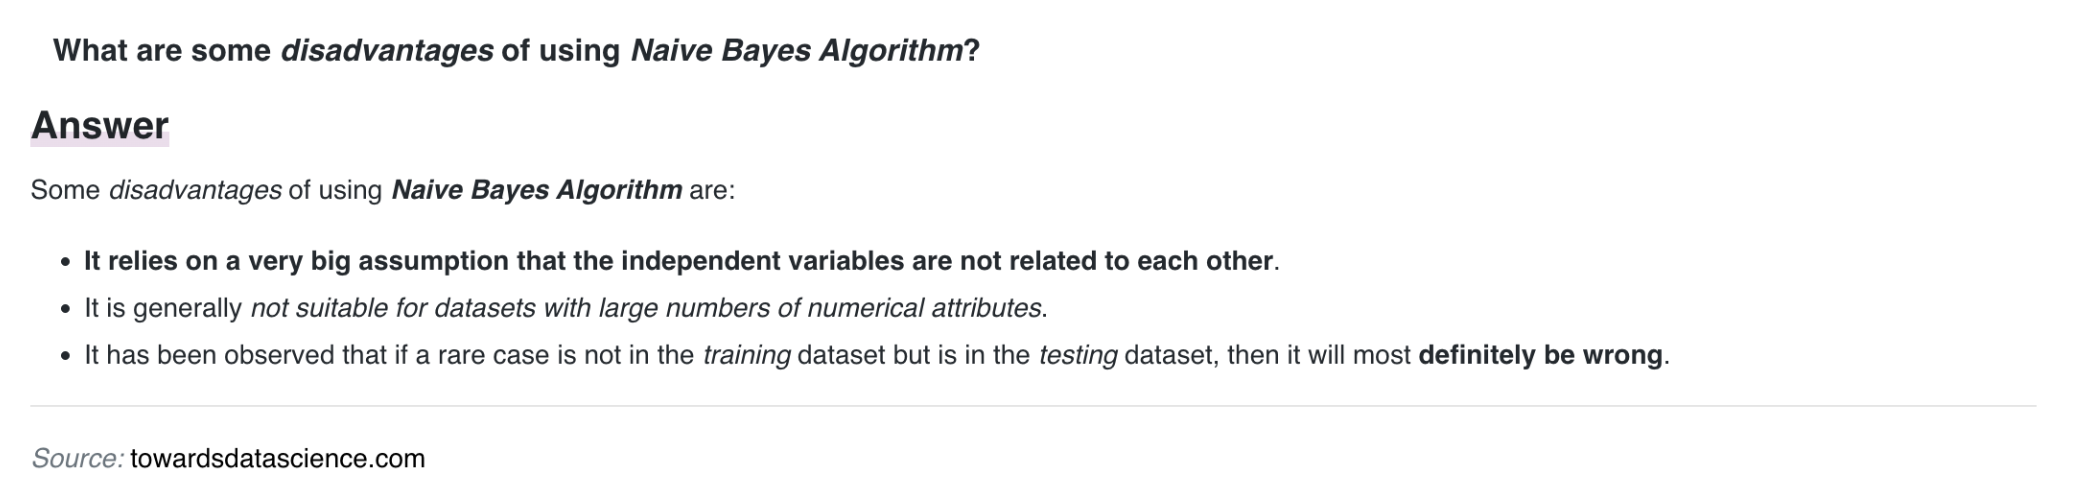 What are some disadvantages of using Naive Bayes Algorithm?
Answer
Some disadvantages of using Naive Bayes Algorithm are:
• It relies on a very big assumption that the independent variables are not related to each other.
• It is generally not suitable for datasets with large numbers of numerical attributes.
• It has been observed that if a rare case is not in the training dataset but is in the testing dataset, then it will most definitely be wrong.
Source: towardsdatascience.com